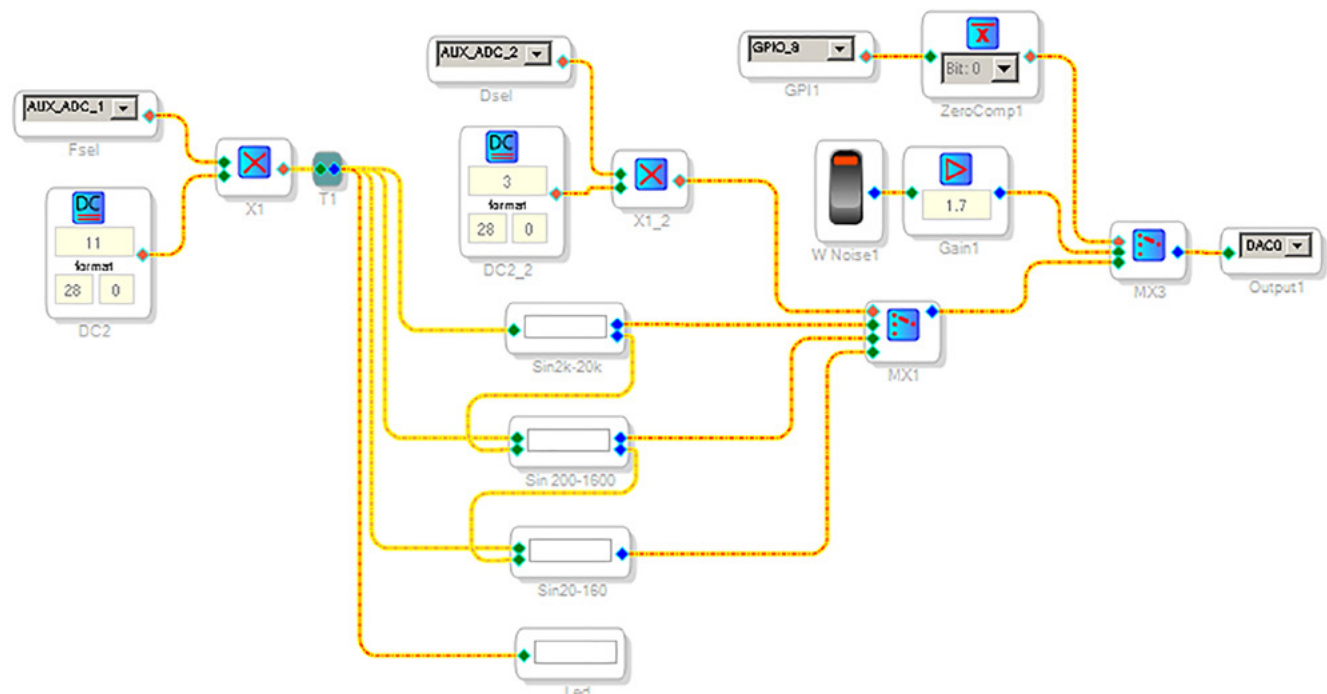 AUX_ADC_1
Fsel
DC
11
format
28 0
DC2
X1
T1
AUX_ADC_2
Dsel
DC
3
format
28 0
DC2_2
X1_2
GPIO_8
GPI1
X
Bit: 0
ZeroComp1
W Noise1
1.7
Gain1
MX3
DAC0
Output1
MX1
Sin2k-20k
Sin 200-1600
Sin20-160
Led